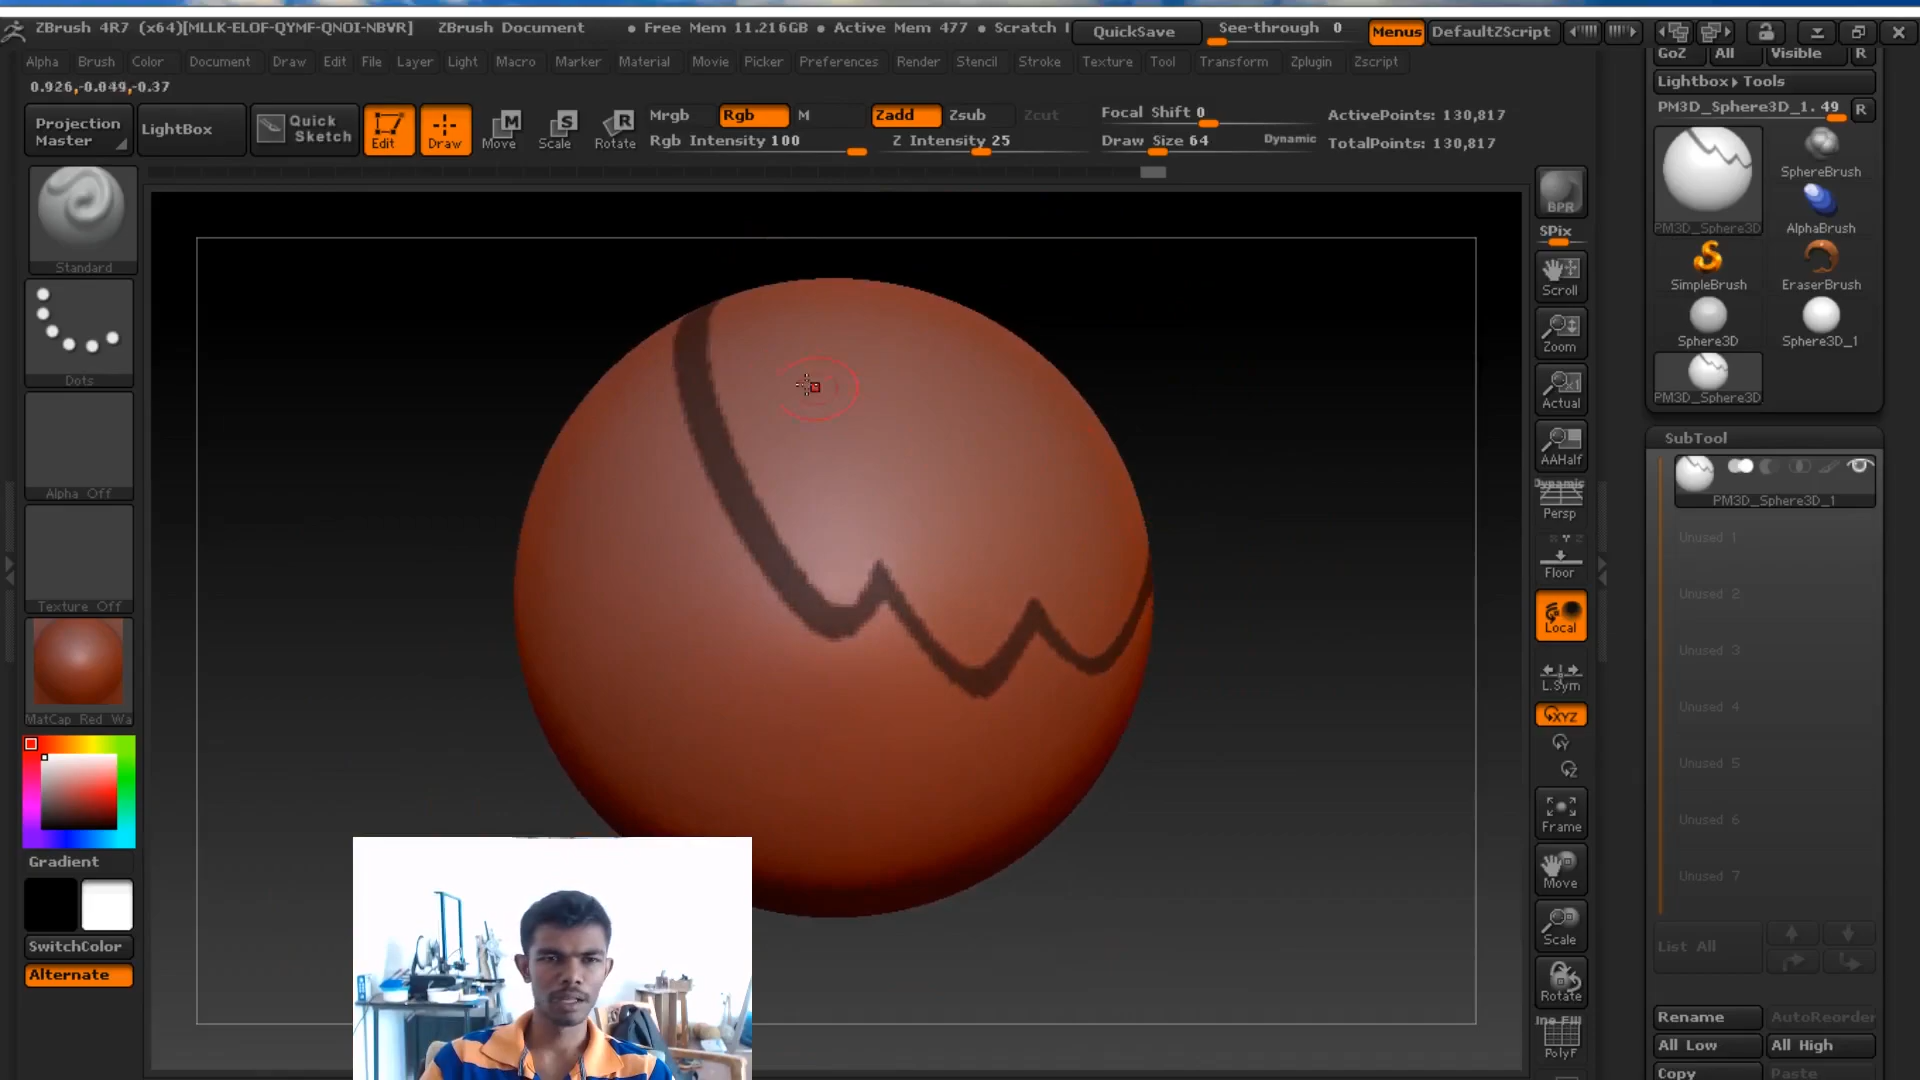 ZBrush 4R7 (x64)[MLLK-ELOF-QYMF-QNOI-NBVR] ZBrush Document • Free Mem 11.216GB • Active Mem 477 • Scratch QuickSave See-through 0 Menus DefaultZScript
Alpha Brush Color Document Draw Edit File Layer Light Macro Marker Material Movie Picker Preferences Render Stencil Stroke Texture Tool Transform Zplugin Zscript
0.926,-0.049,-0.37
Projection Master
LightBox
Quick Sketch
Edit
Draw
Move
Scale
Rotate
Mrgb Rgb M
Rgb Intensity 100
Zadd Zsub Zcut
Z Intensity 25
Focal Shift 0
Draw Size 64 Dynamic
ActivePoints: 130,817
TotalPoints: 130,817
Standard
Dots
Alpha Off
Texture Off
MatCap Red Wa
Gradient
SwitchColor
Alternate
BPR
SPix
Scroll
Zoom
Actual
AAHalf
Dynamic
Persp
Floor
Local
L.Sym
XYZ
Y
Z
Frame
Move
Scale
Rotate
PolyF
GoZ All Visible R
Lightbox▸Tools
PM3D_Sphere3D_1. 49 R
PM3D_Sphere3D
SphereBrush
AlphaBrush
SimpleBrush
EraserBrush
Sphere3D
Sphere3D_1
PM3D_Sphere3D
SubTool
PM3D_Sphere3D_1
Unused 1
Unused 2
Unused 3
Unused 4
Unused 5
Unused 6
Unused 7
List All
Rename AutoReorder
All Low All High
Copy Paste